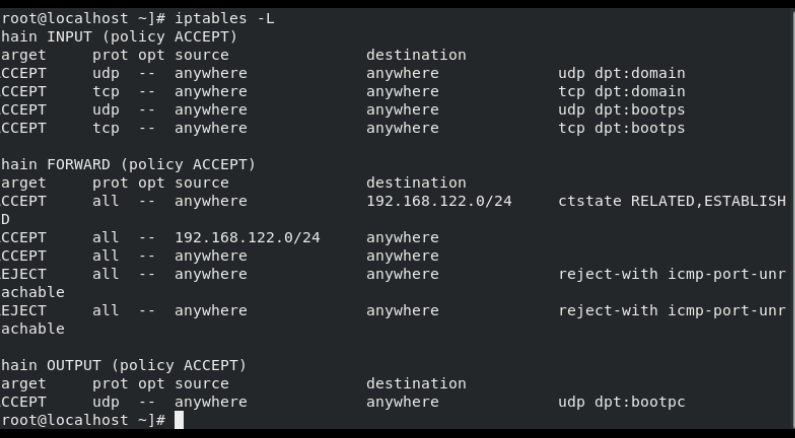 root@localhost ~]# iptables -L
hain INPUT (policy ACCEPT)
arget     prot opt source               destination
CCEPT     udp  --  anywhere             anywhere             udp dpt:domain
CCEPT     tcp  --  anywhere             anywhere             tcp dpt:domain
CCEPT     udp  --  anywhere             anywhere             udp dpt:bootps
CCEPT     tcp  --  anywhere             anywhere             tcp dpt:bootps

hain FORWARD (policy ACCEPT)
arget     prot opt source               destination
CCEPT     all  --  anywhere             192.168.122.0/24     ctstate RELATED,ESTABLISH
D
CCEPT     all  --  192.168.122.0/24     anywhere
CCEPT     all  --  anywhere             anywhere
EJECT     all  --  anywhere             anywhere             reject-with icmp-port-unr
achable
EJECT     all  --  anywhere             anywhere             reject-with icmp-port-unr
achable

hain OUTPUT (policy ACCEPT)
arget     prot opt source               destination
CCEPT     udp  --  anywhere             anywhere             udp dpt:bootpc
root@localhost ~]#